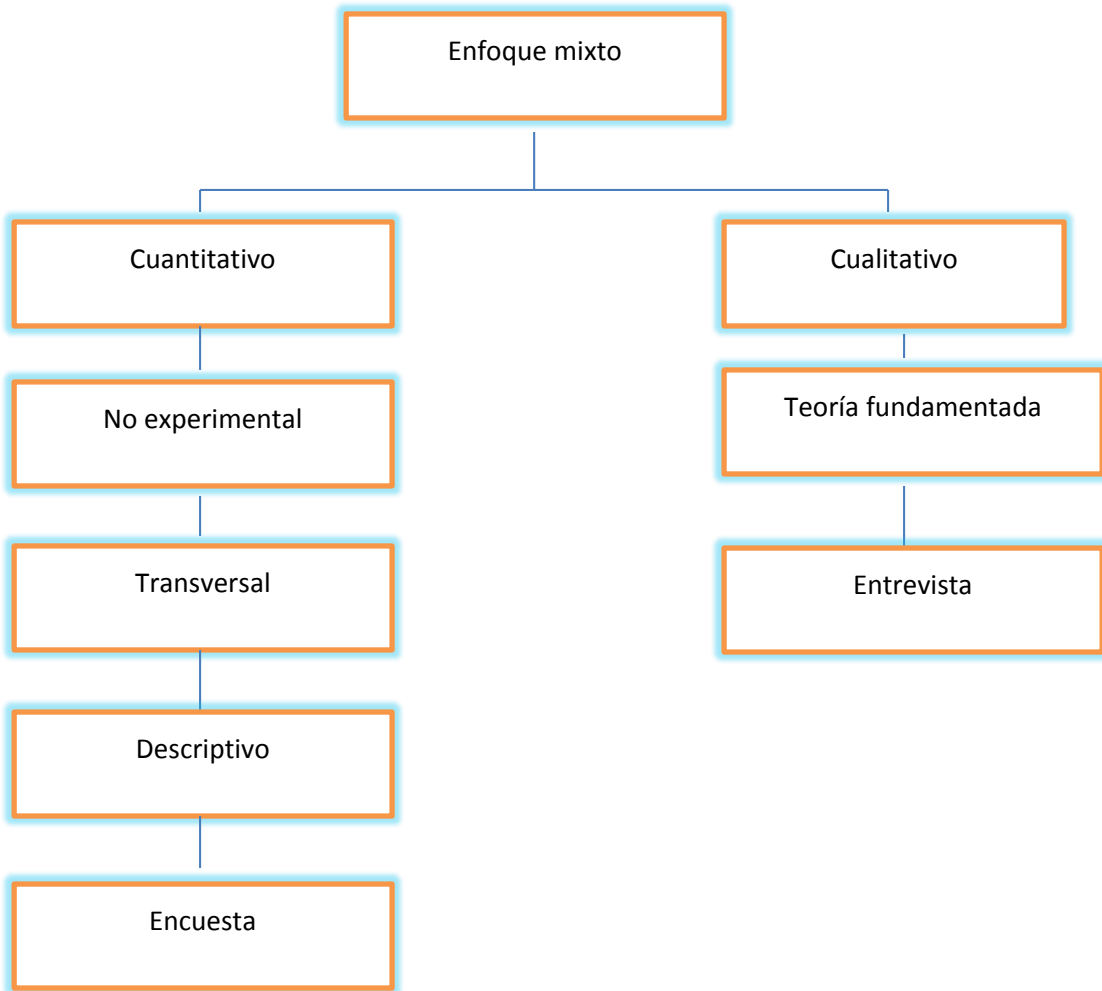 Enfoque mixto
Cuantitativo
Cualitativo
No experimental
Teoría fundamentada
Transversal
Entrevista
Descriptivo
Encuesta